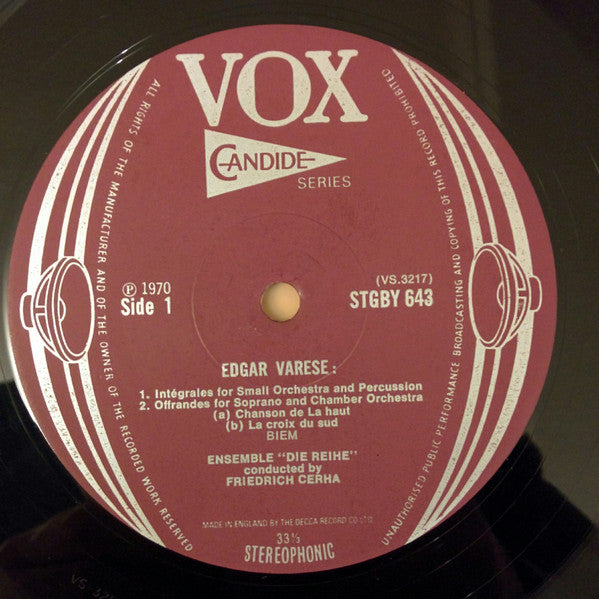 VOX
CANDIDE
SERIES
℗ 1970
Side 1
(VS.3217)
STGBY 643
EDGAR VARESE:
1. Intégrales for Small Orchestra and Percussion
2. Offrandes for Soprano and Chamber Orchestra
(a) Chanson de La haut
(b) La croix du sud
BIEM
ENSEMBLE "DIE REIHE"
conducted by
FRIEDRICH CERHA
MADE IN ENGLAND BY THE DECCA RECORD CO LTD.
33⅓
STEREOPHONIC
ALL RIGHTS OF THE MANUFACTURER AND OF THE OWNER OF THE RECORDED WORK RESERVED
UNAUTHORISED PUBLIC PERFORMANCE BROADCASTING AND COPYING OF THIS RECORD PROHIBITED